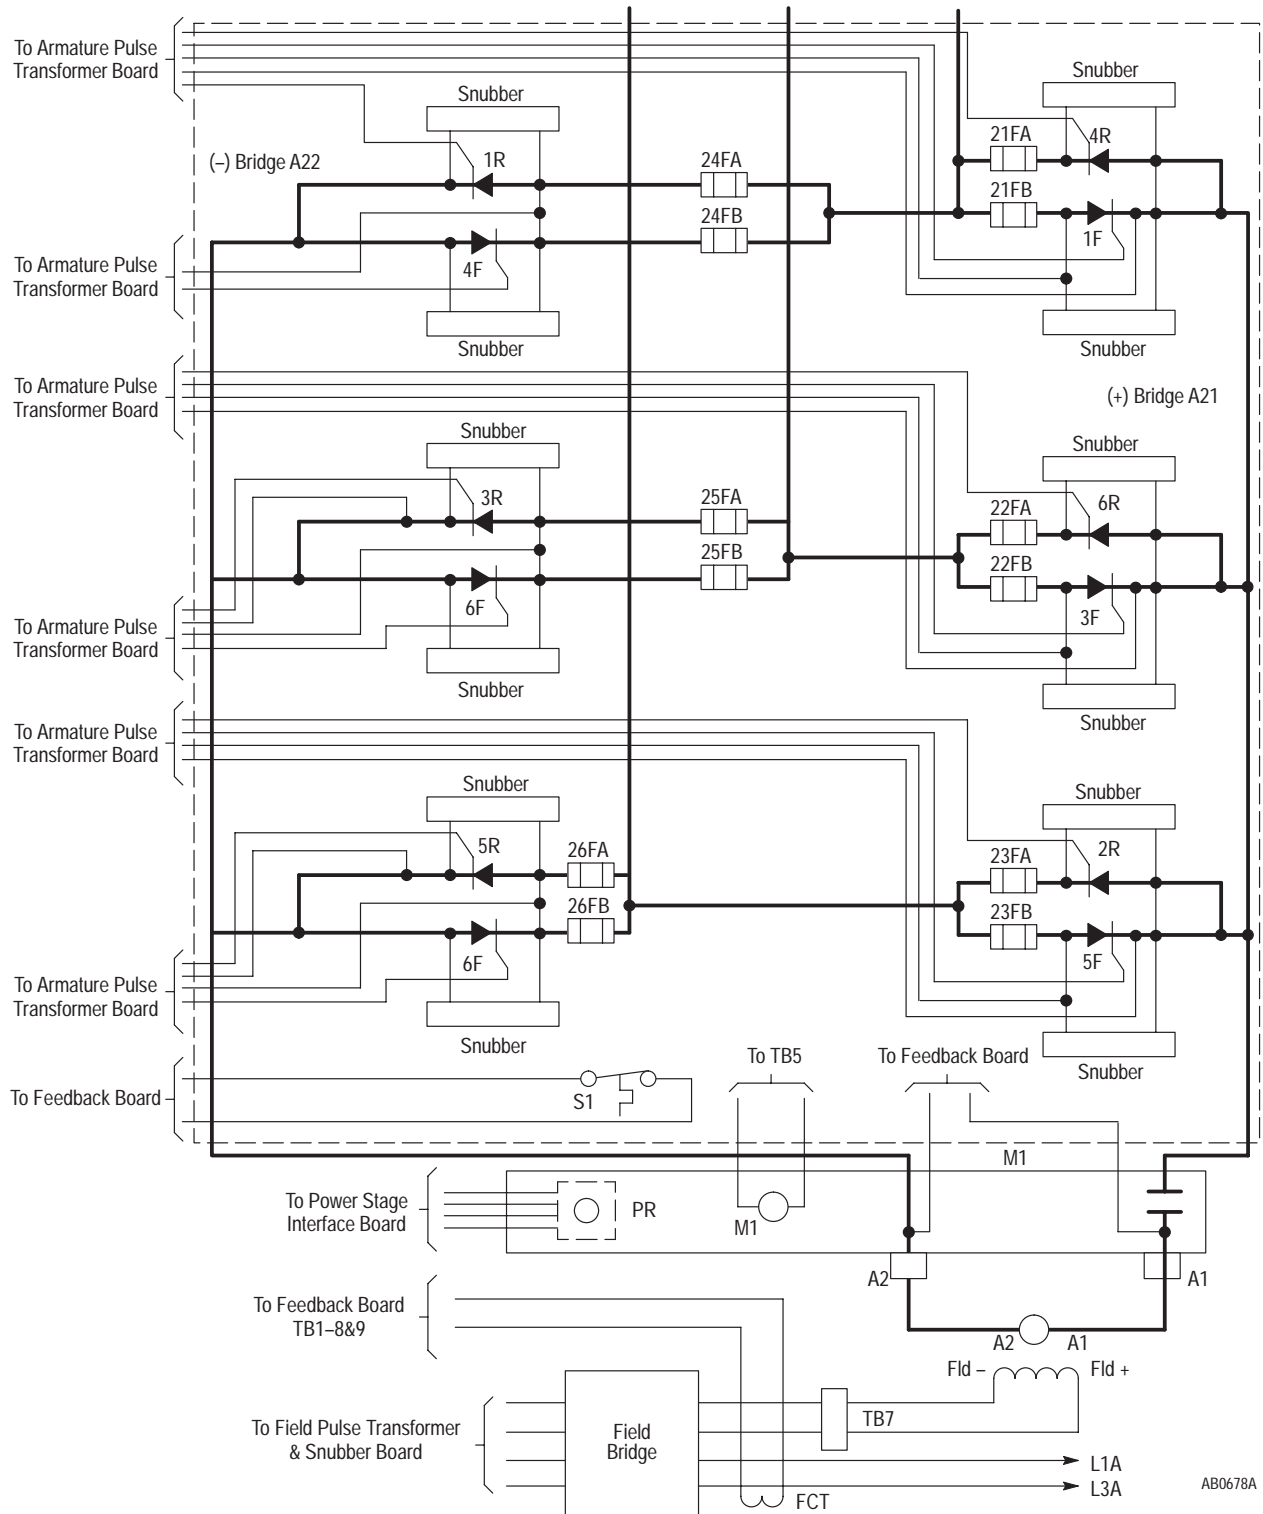 To Armature Pulse
Transformer Board
Snubber
Snubber
(–) Bridge A22
1R
24FA
21FA
4R
24FB
21FB
1F
4F
To Armature Pulse
Transformer Board
Snubber
Snubber
To Armature Pulse
Transformer Board
(+) Bridge A21
Snubber
Snubber
3R
25FA
22FA
6R
25FB
22FB
6F
3F
To Armature Pulse
Transformer Board
Snubber
Snubber
To Armature Pulse
Transformer Board
Snubber
Snubber
5R
26FA
23FA
2R
26FB
23FB
6F
5F
To Armature Pulse
Transformer Board
Snubber
To TB5
To Feedback Board
Snubber
To Feedback Board
S1
M1
To Power Stage
Interface Board
PR
M1
A2
A1
To Feedback Board
TB1–8&9
A2
A1
Fld –
Fld +
TB7
To Field Pulse Transformer
& Snubber Board
Field
Bridge
L1A
L3A
FCT
AB0678A